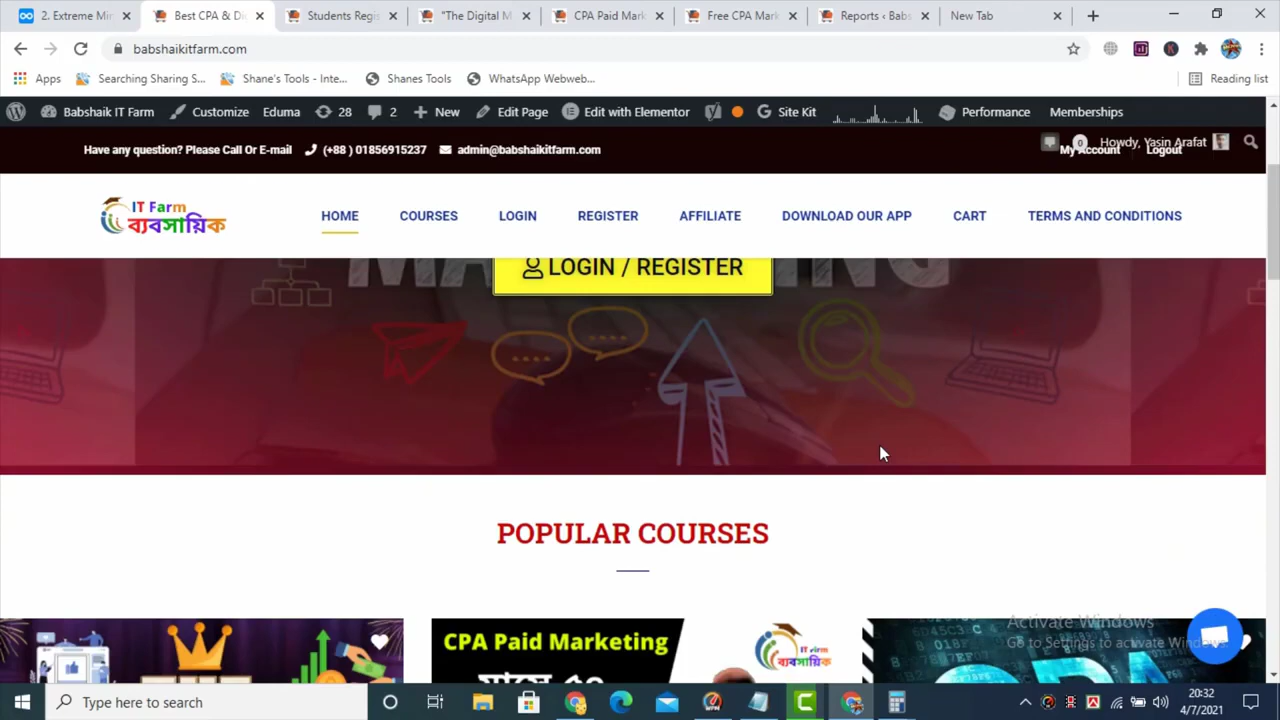 2. Extreme Mi
Best CPA & Di
Students Regi
"The Digital M
CPA Paid Mark
Free CPA Mark
Reports ‹ Babs
New Tab
babshaikitfarm.com
Apps
Searching Sharing S...
Shane's Tools - Inte...
Shanes Tools
WhatsApp Webweb...
Reading list
Babshaik IT Farm
Customize
Eduma
28
2
New
Edit Page
Edit with Elementor
Site Kit
Performance
Memberships
Have any question? Please Call Or E-mail
(+88 ) 01856915237
admin@babshaikitfarm.com
0
Howdy, Yasin Arafat
My Account
Logout
IT Farm
ব্যবসায়িক
HOME
COURSES
LOGIN
REGISTER
AFFILIATE
DOWNLOAD OUR APP
CART
TERMS AND CONDITIONS
LOGIN / REGISTER
POPULAR COURSES
CPA Paid Marketing
IT Farm
ব্যবসায়িক
CPA
Activate Windows
Go to Settings to activate Windows.
Type here to search
20:32
4/7/2021